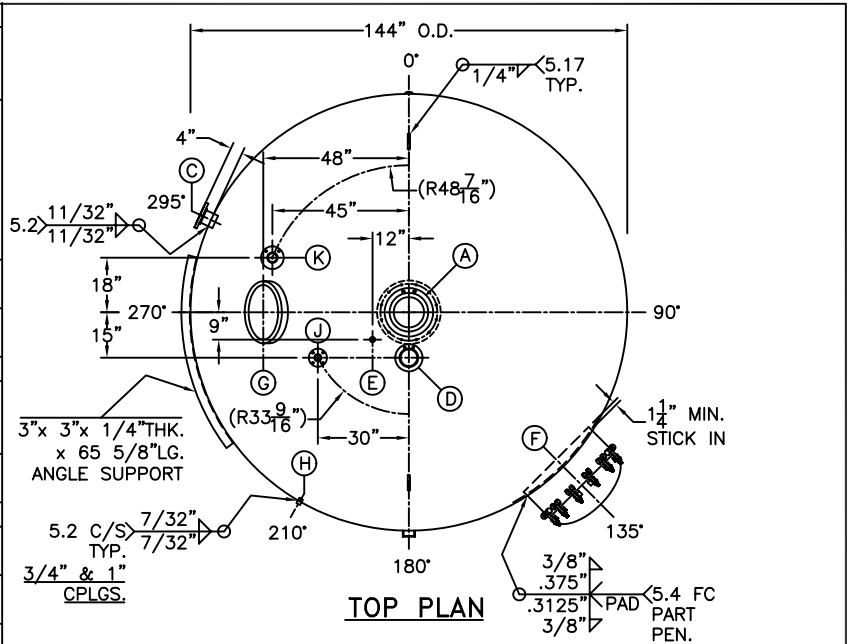 144" O.D.
0°
1/4"
5.17
TYP.
4"
C
295°
48"
(R48 7/16")
45"
5.2
11/32"
11/32"
12"
K
A
18"
270°
90°
15"
9"
J
G
E
D
(R33 9/16")
30"
1 1/4" MIN.
STICK IN
3"x 3"x 1/4"THK.
x 65 5/8"LG.
ANGLE SUPPORT
F
H
5.2 C/S
TYP.
7/32"
7/32"
3/4" & 1"
CPLGS.
210°
180°
135°
TOP PLAN
3/8"
.375"
.3125"
3/8"
PAD
5.4 FC
PART
PEN.